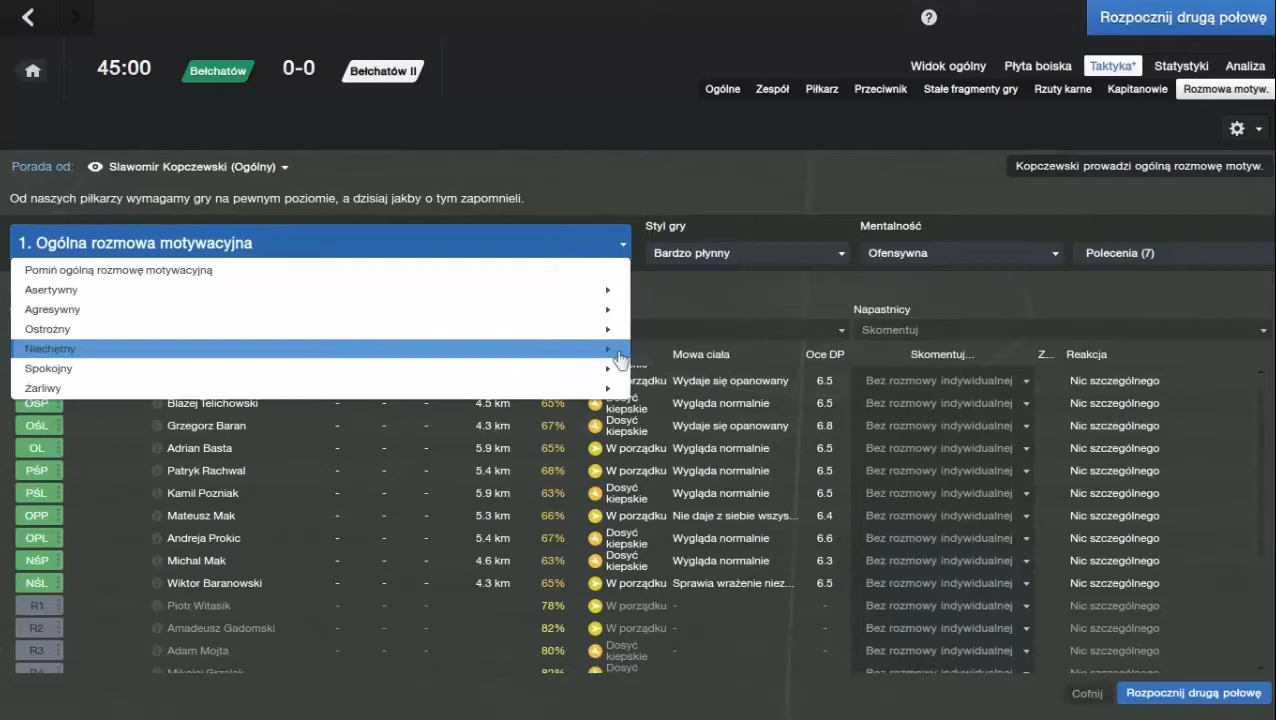 Rozpocznij drugą połowę
45:00 Bełchatów 0-0 Bełchatów II
Widok ogólny Płyta boiska Taktyka* Statystyki Analiza
Ogólne Zespół Piłkarz Przeciwnik Stałe fragmenty gry Rzuty karne Kapitanowie Rozmowa motyw.
Porada od: Slawomir Kopczewski (Ogólny) Kopczewski prowadzi ogólną rozmowę motyw.
Od naszych piłkarzy wymagamy gry na pewnym poziomie, a dzisiaj jakby o tym zapomnieli.
Styl gry Mentalność
1. Ogólna rozmowa motywacyjna Bardzo płynny Ofensywna Polecenia (7)
Pomiń ogólną rozmowę motywacyjną
Asertywny
Agresywny
Ostrożny
Niechętny
Spokojny
Żarliwy
Napastnicy
Skomentuj
Mowa ciała Oce DP Skomentuj... Z... Reakcja
porządku Wydaje się opanowany 6.5 Bez rozmowy indywidualnej Nic szczególnego
OŚP Blazej Telichowski - - - 4.5 km 65% Dosyć kiepskie Wygląda normalnie 6.5 Bez rozmowy indywidualnej Nic szczególnego
OŚL Grzegorz Baran - - - 4.3 km 67% Dosyć kiepskie Wydaje się opanowany 6.8 Bez rozmowy indywidualnej Nic szczególnego
OL Adrian Basta - - - 5.9 km 65% W porządku Wygląda normalnie 6.5 Bez rozmowy indywidualnej Nic szczególnego
PŚP Patryk Rachwal - - - 5.4 km 68% W porządku Wygląda normalnie 6.5 Bez rozmowy indywidualnej Nic szczególnego
PŚL Kamil Pozniak - - - 5.9 km 63% Dosyć kiepskie Wygląda normalnie 6.5 Bez rozmowy indywidualnej Nic szczególnego
OPP Mateusz Mak - - - 5.3 km 66% W porządku Nie daje z siebie wszys... 6.4 Bez rozmowy indywidualnej Nic szczególnego
OPL Andreja Prokic - - - 5.4 km 67% Dosyć kiepskie Wygląda normalnie 6.6 Bez rozmowy indywidualnej Nic szczególnego
NŚP Michal Mak - - - 4.6 km 63% Dosyć kiepskie Wygląda normalnie 6.3 Bez rozmowy indywidualnej Nic szczególnego
NŚL Wiktor Baranowski - - - 4.3 km 65% W porządku Sprawia wrażenie niez... 6.5 Bez rozmowy indywidualnej Nic szczególnego
R1 Piotr Witasik - - - 78% W porządku - - Bez rozmowy indywidualnej Nic szczególnego
R2 Amadeusz Gadomski - - - 82% W porządku - - Bez rozmowy indywidualnej Nic szczególnego
R3 Adam Mojta - - - 80% Dosyć kiepskie - - Bez rozmowy indywidualnej Nic szczególnego
R4 Mikolaj Grzelak - - - 82% Dosyć Bez rozmowy indywidualnej Nic szczególnego
Cofnij Rozpocznij drugą połowę